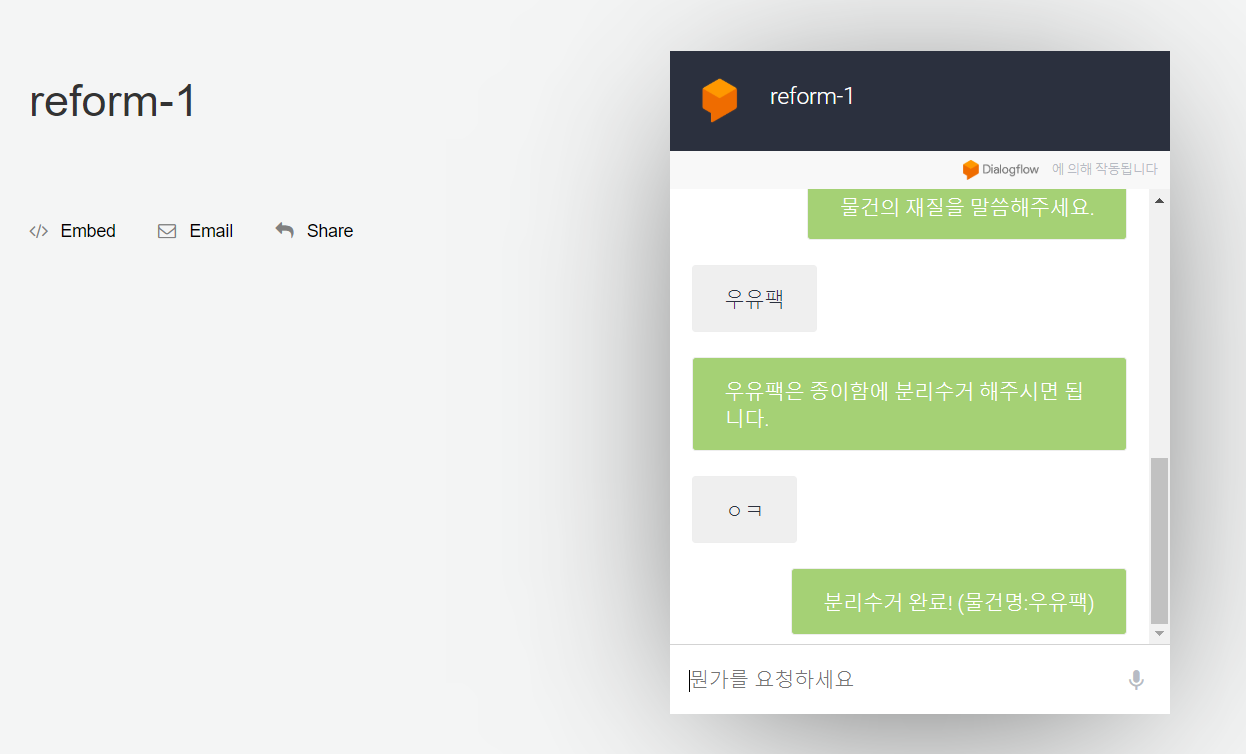 reform-1
Embed
Email
Share
reform-1
Dialogflow 에 의해 작동됩니다
물건의 재질을 말씀해주세요.
우유팩
우유팩은 종이함에 분리수거 해주시면 됩
니다.
ㅇㅋ
분리수거 완료! (물건명:우유팩)
뭔가를 요청하세요